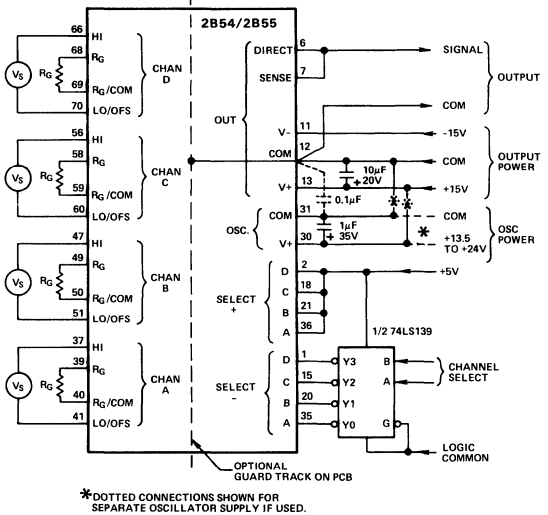 2B54/2B55
66
HI
68
RG
RG
VS
69
RG/COM
70
LO/OFS
CHAN
D
56
HI
58
RG
RG
VS
59
RG/COM
60
LO/OFS
CHAN
C
47
HI
49
RG
RG
VS
50
RG/COM
51
LO/OFS
CHAN
B
37
HI
39
RG
RG
VS
40
RG/COM
41
LO/OFS
CHAN
A
OUT
DIRECT
6
SENSE
7
V–
11
COM
12
V+
13
OSC.
COM
31
V+
30
SELECT
+
D
2
C
18
B
21
A
36
SELECT
–
D
1
C
15
B
20
A
35
SIGNAL
COM
OUTPUT
–15V
COM
+15V
OUTPUT
POWER
10μF
+ 20V
0.1μF
1μF
+ 35V
* *
COM
*
+13.5
TO +24V
OSC
POWER
+5V
1/2 74LS139
Y3
Y2
Y1
Y0
B
A
G
CHANNEL
SELECT
LOGIC
COMMON
OPTIONAL
GUARD TRACK ON PCB
*DOTTED CONNECTIONS SHOWN FOR
SEPARATE OSCILLATOR SUPPLY IF USED.